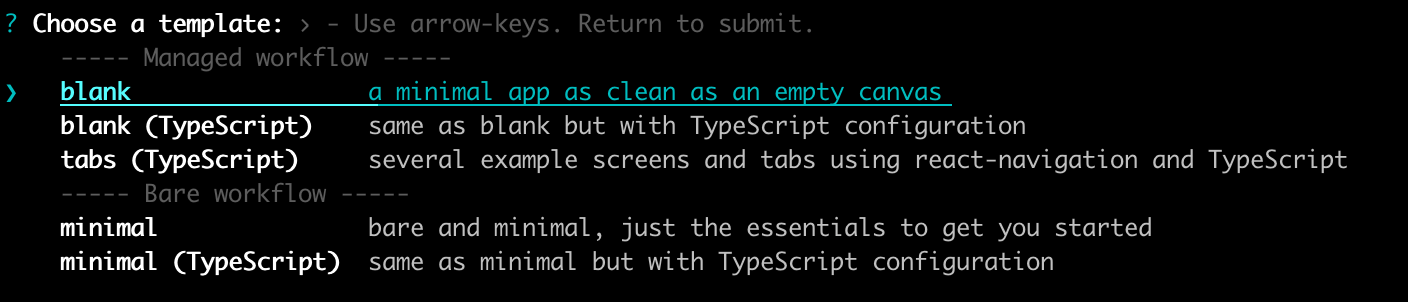 ? Choose a template: › - Use arrow-keys. Return to submit.
----- Managed workflow -----
❯ blank a minimal app as clean as an empty canvas
blank (TypeScript) same as blank but with TypeScript configuration
tabs (TypeScript) several example screens and tabs using react-navigation and TypeScript
----- Bare workflow -----
minimal bare and minimal, just the essentials to get you started
minimal (TypeScript) same as minimal but with TypeScript configuration